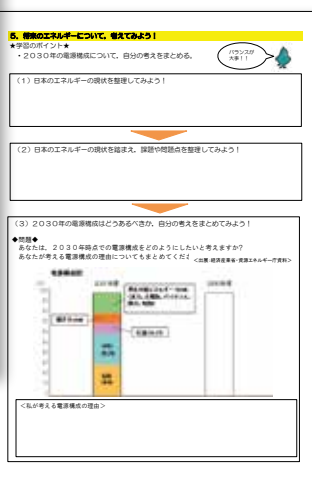 5．将来のエネルギーについて、考えてみよう！
★学習のポイント★
・２０３０年の電源構成について、自分の考えをまとめる。
バランスが
大事！！
（１）日本のエネルギーの現状を整理してみよう！
（２）日本のエネルギーの現状を踏まえ、課題や問題点を整理してみよう！
（３）２０３０年の電源構成はどうあるべきか、自分の考えをまとめてみよう！
◆問題◆
あなたは、２０３０年時点での電源構成をどのようにしたいと考えますか？
あなたが考える電源構成の理由についてもまとめてくだ
＜出展：経済産業省・資源エネルギー庁資料＞
＜私が考える電源構成の理由＞